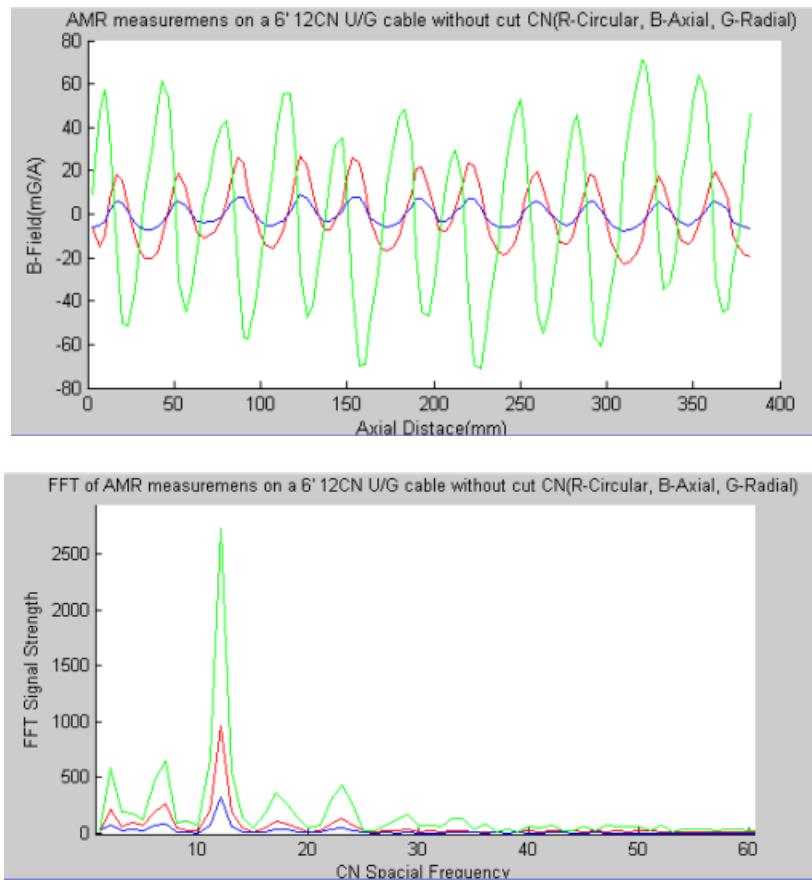 AMR measuremens on a 6' 12CN U/G cable without cut CN(R-Circular, B-Axial, G-Radial)
80
60
40
20
0
-20
-40
-60
-80
B-Field(mG/A)
0 50 100 150 200 250 300 350 400
Axial Distace(mm)
FFT of AMR measuremens on a 6' 12CN U/G cable without cut CN(R-Circular, B-Axial, G-Radial)
2500
2000
1500
1000
500
0
FFT Signal Strength
10 20 30 40 50 60
CN Spacial Frequency